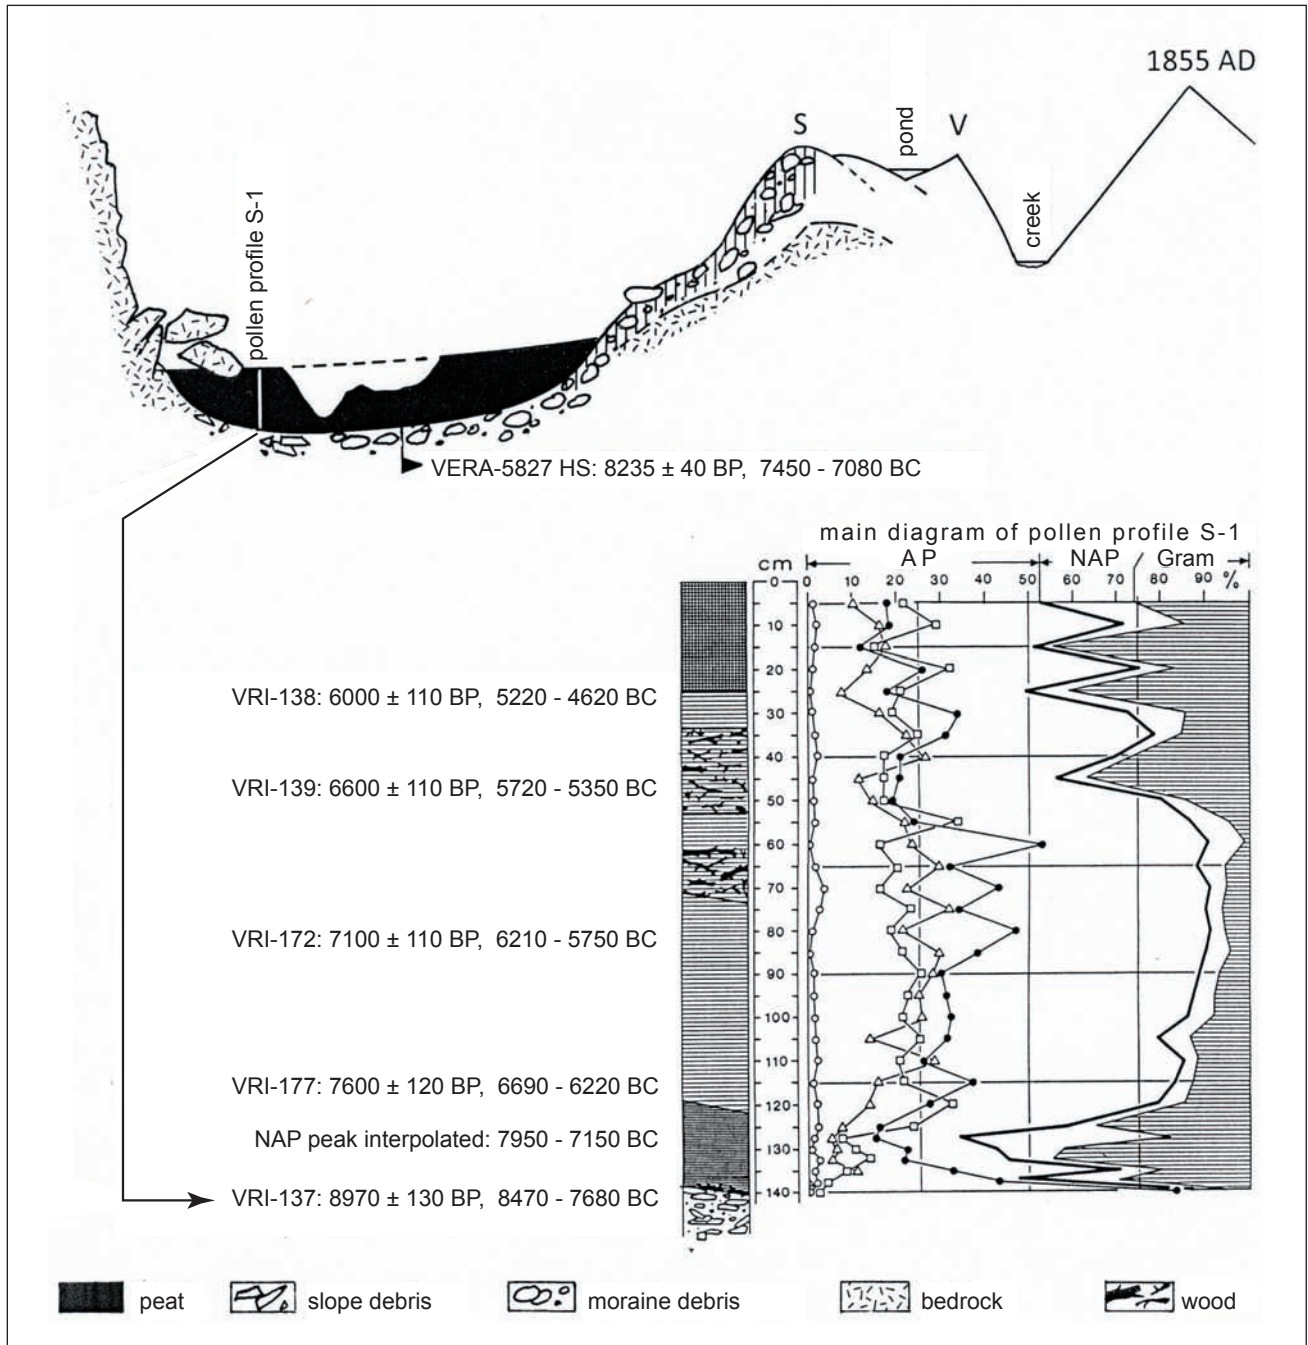 1855 AD
S
pond
V
creek
pollen profile S-1
VERA-5827 HS: 8235 ± 40 BP, 7450 - 7080 BC
main diagram of pollen profile S-1
AP NAP Gram
cm 0 10 20 30 40 50 60 70 80 90 %
0
10
20
30
40
50
60
70
80
90
100
110
120
130
140
VRI-138: 6000 ± 110 BP, 5220 - 4620 BC
VRI-139: 6600 ± 110 BP, 5720 - 5350 BC
VRI-172: 7100 ± 110 BP, 6210 - 5750 BC
VRI-177: 7600 ± 120 BP, 6690 - 6220 BC
NAP peak interpolated: 7950 - 7150 BC
VRI-137: 8970 ± 130 BP, 8470 - 7680 BC
peat slope debris moraine debris bedrock wood